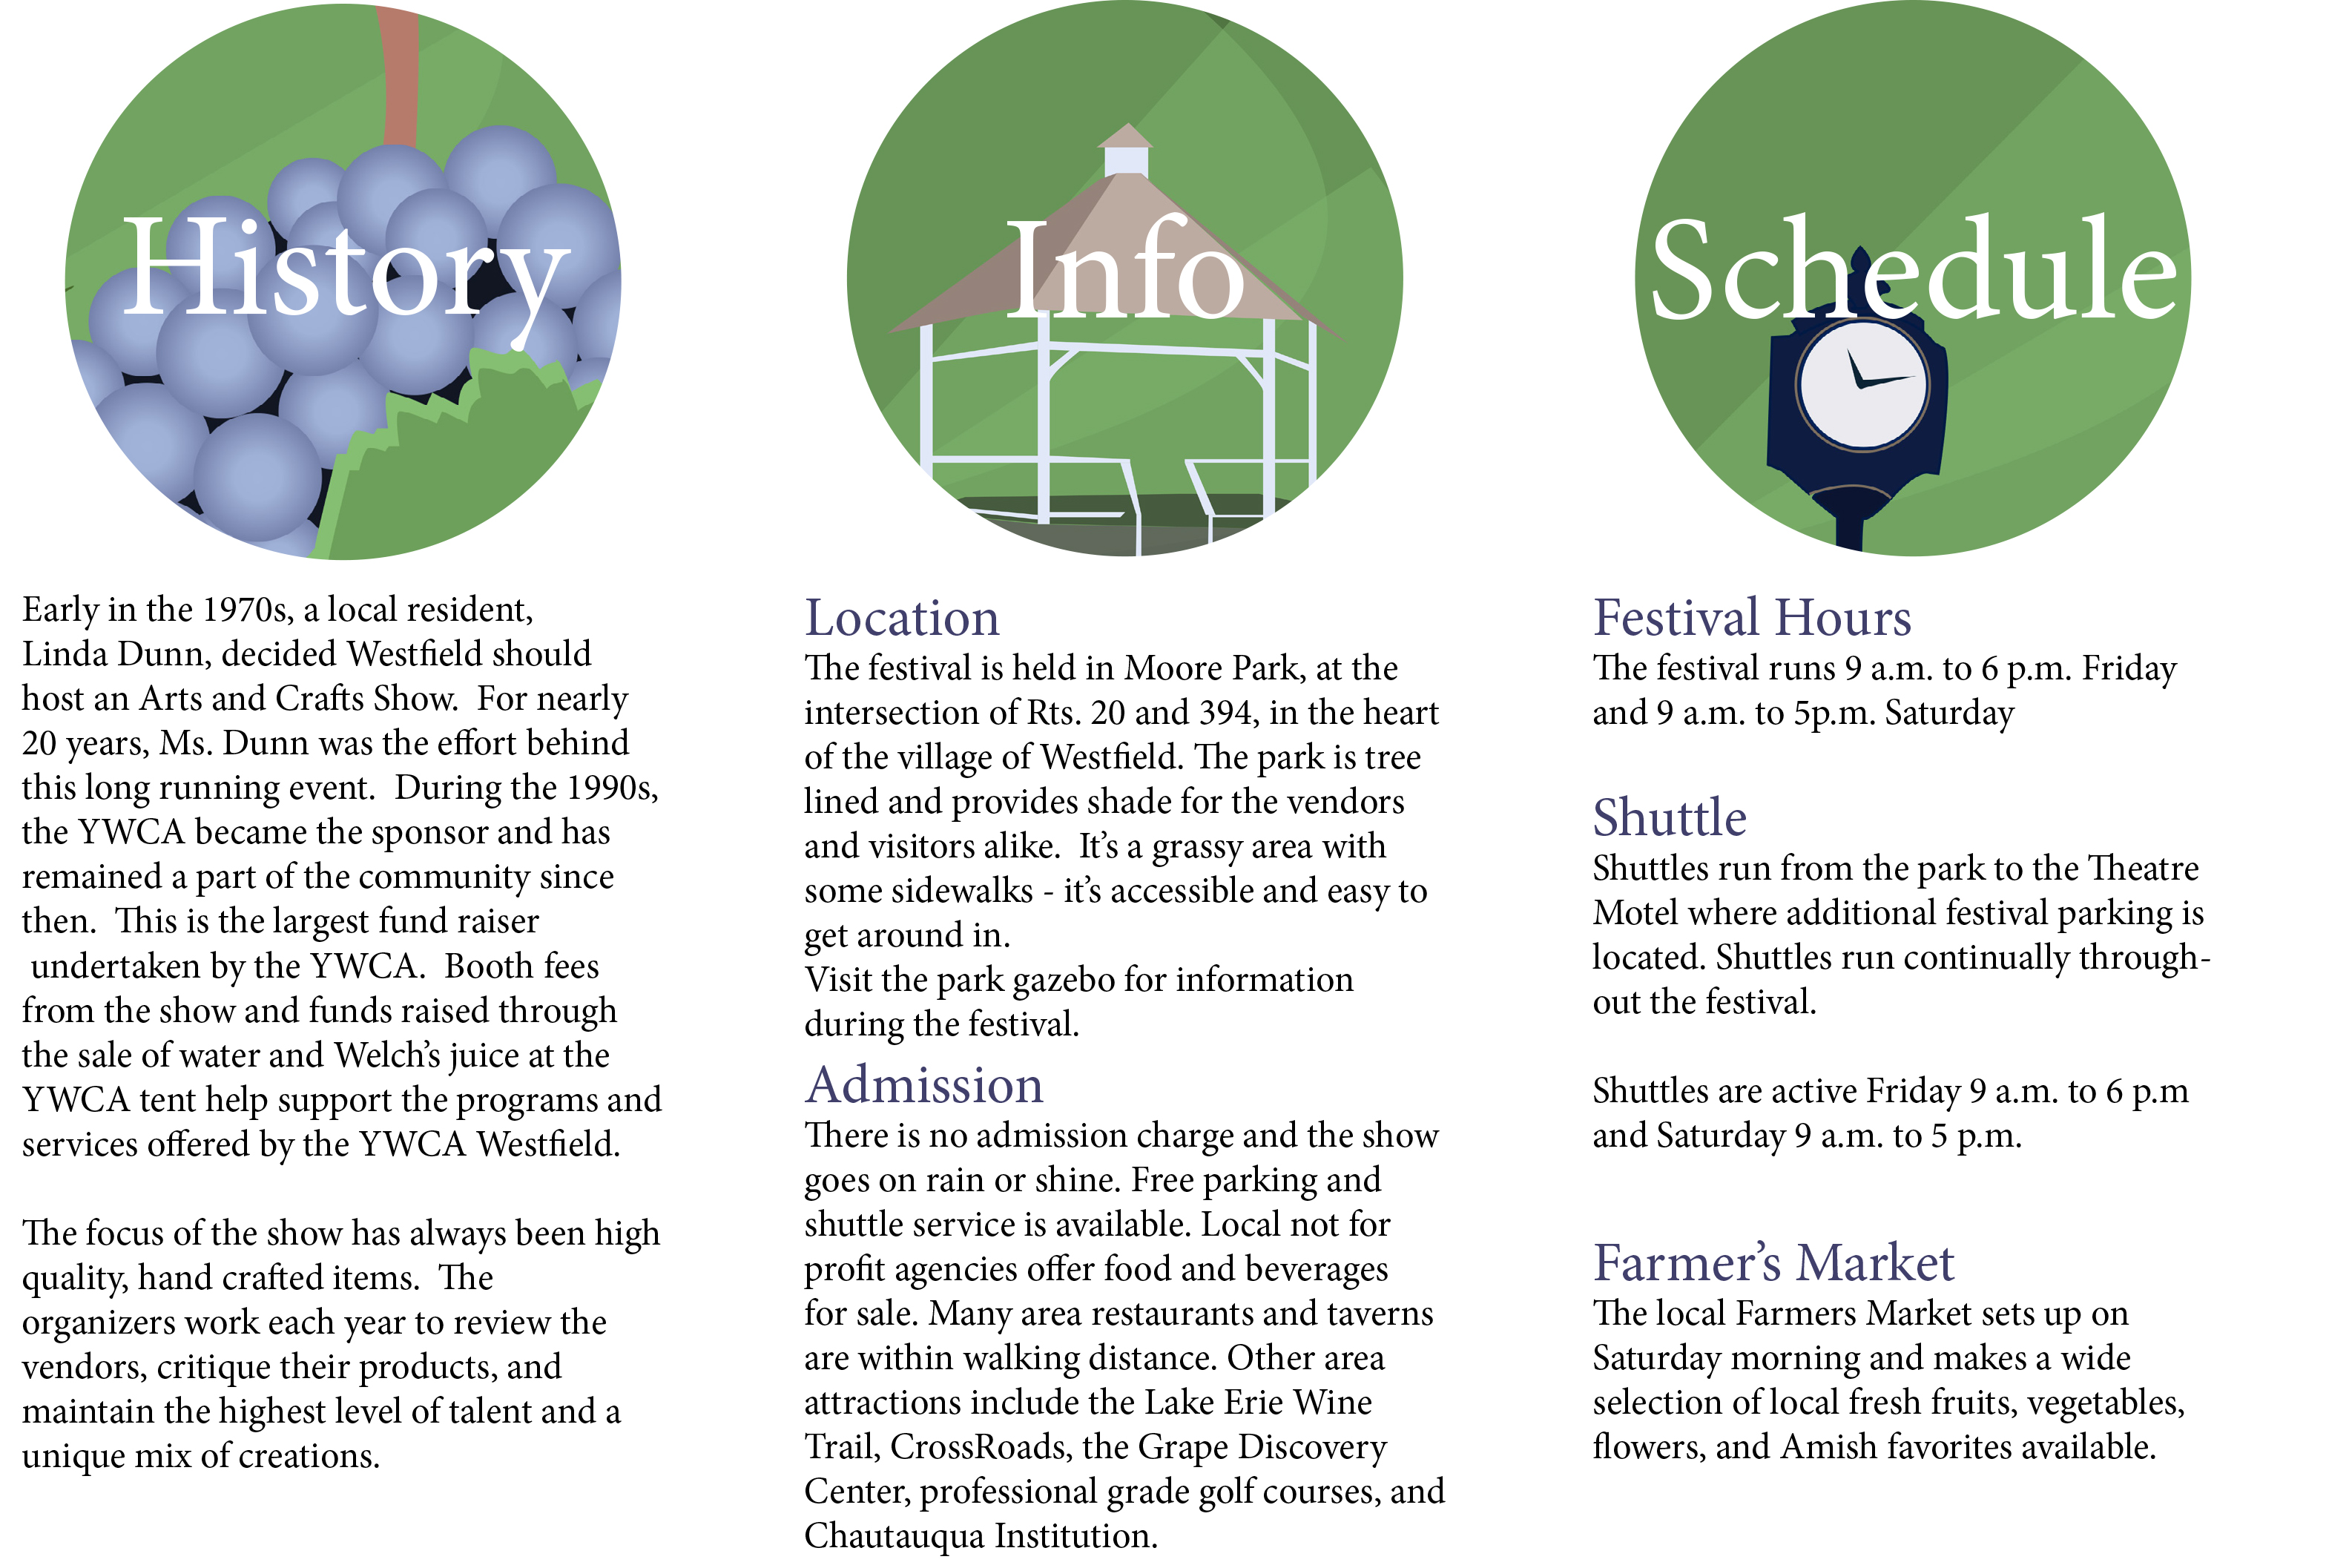 History
Early in the 1970s, a local resident,
Linda Dunn, decided Westfield should
host an Arts and Crafts Show.  For nearly
20 years, Ms. Dunn was the effort behind
this long running event.  During the 1990s,
the YWCA became the sponsor and has
remained a part of the community since
then.  This is the largest fund raiser
undertaken by the YWCA.  Booth fees
from the show and funds raised through
the sale of water and Welch’s juice at the
YWCA tent help support the programs and
services offered by the YWCA Westfield.
The focus of the show has always been high
quality, hand crafted items.  The
organizers work each year to review the
vendors, critique their products, and
maintain the highest level of talent and a
unique mix of creations.
Info
Location
The festival is held in Moore Park, at the
intersection of Rts. 20 and 394, in the heart
of the village of Westfield. The park is tree
lined and provides shade for the vendors
and visitors alike.  It’s a grassy area with
some sidewalks - it’s accessible and easy to
get around in.
Visit the park gazebo for information
during the festival.
Admission
There is no admission charge and the show
goes on rain or shine. Free parking and
shuttle service is available. Local not for
profit agencies offer food and beverages
for sale. Many area restaurants and taverns
are within walking distance. Other area
attractions include the Lake Erie Wine
Trail, CrossRoads, the Grape Discovery
Center, professional grade golf courses, and
Chautauqua Institution.
Schedule
Festival Hours
The festival runs 9 a.m. to 6 p.m. Friday
and 9 a.m. to 5p.m. Saturday
Shuttle
Shuttles run from the park to the Theatre
Motel where additional festival parking is
located. Shuttles run continually through-
out the festival.
Shuttles are active Friday 9 a.m. to 6 p.m
and Saturday 9 a.m. to 5 p.m.
Farmer’s Market
The local Farmers Market sets up on
Saturday morning and makes a wide
selection of local fresh fruits, vegetables,
flowers, and Amish favorites available.